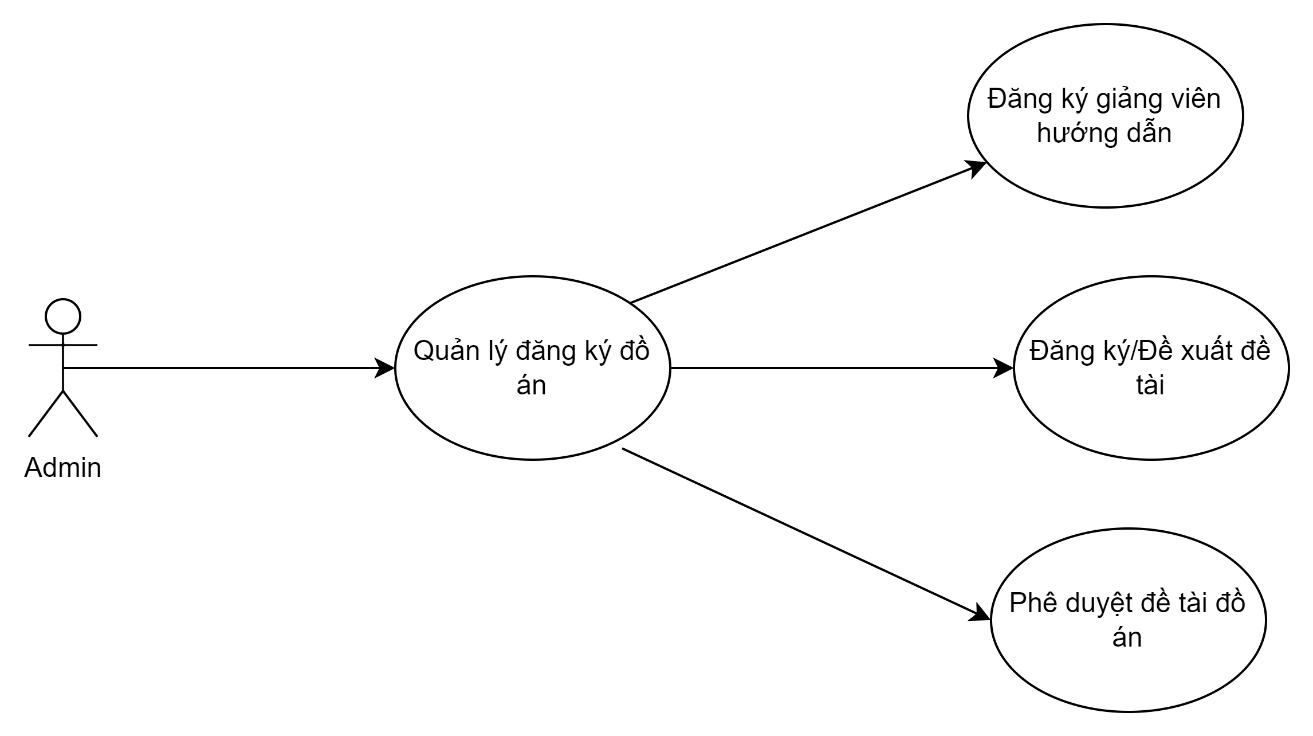 Đăng ký giảng viên
hướng dẫn
Quản lý đăng ký đồ
án
Đăng ký/Đề xuất đề
tài
Admin
Phê duyệt đề tài đồ
án